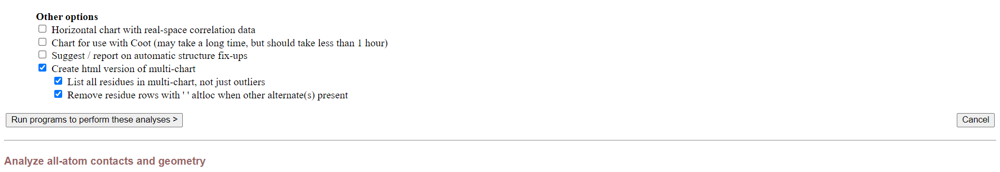 Other options
Horizontal chart with real-space correlation data
Chart for use with Coot (may take a long time, but should take less than 1 hour)
Suggest / report on automatic structure fix-ups
Create html version of multi-chart
List all residues in multi-chart, not just outliers
Remove residue rows with ' ' altloc when other alternate(s) present
Run programs to perform these analyses >
Cancel
Analyze all-atom contacts and geometry